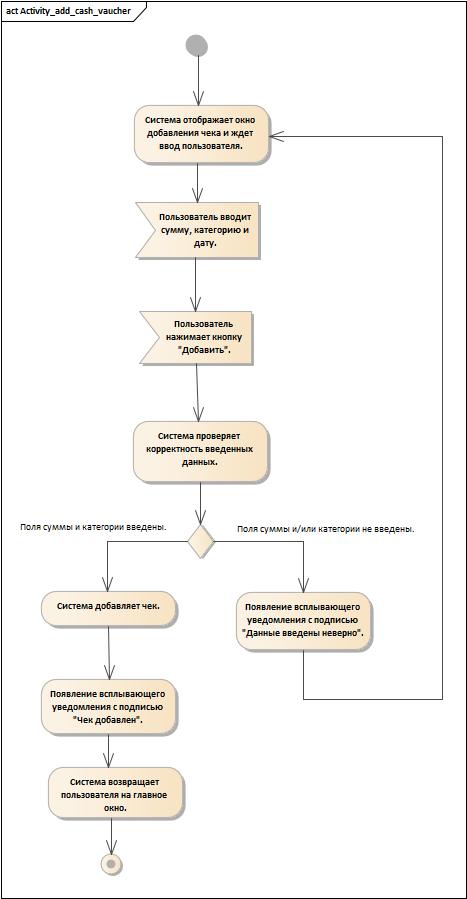 act Activity_add_cash_vaucher
Система отображает окно
добавления чека и ждет
ввод пользователя.
Пользователь вводит
сумму, категорию и
дату.
Пользователь
нажимает кнопку
"Добавить".
Система проверяет
корректность введенных
данных.
Поля суммы и категории введены.
Поля суммы и/или категории не введены.
Система добавляет чек.
Появление всплывающего
уведомления с подписью
"Данные введены неверно".
Появление всплывающего
уведомления с подписью
"Чек добавлен".
Система возвращает
пользователя на главное
окно.